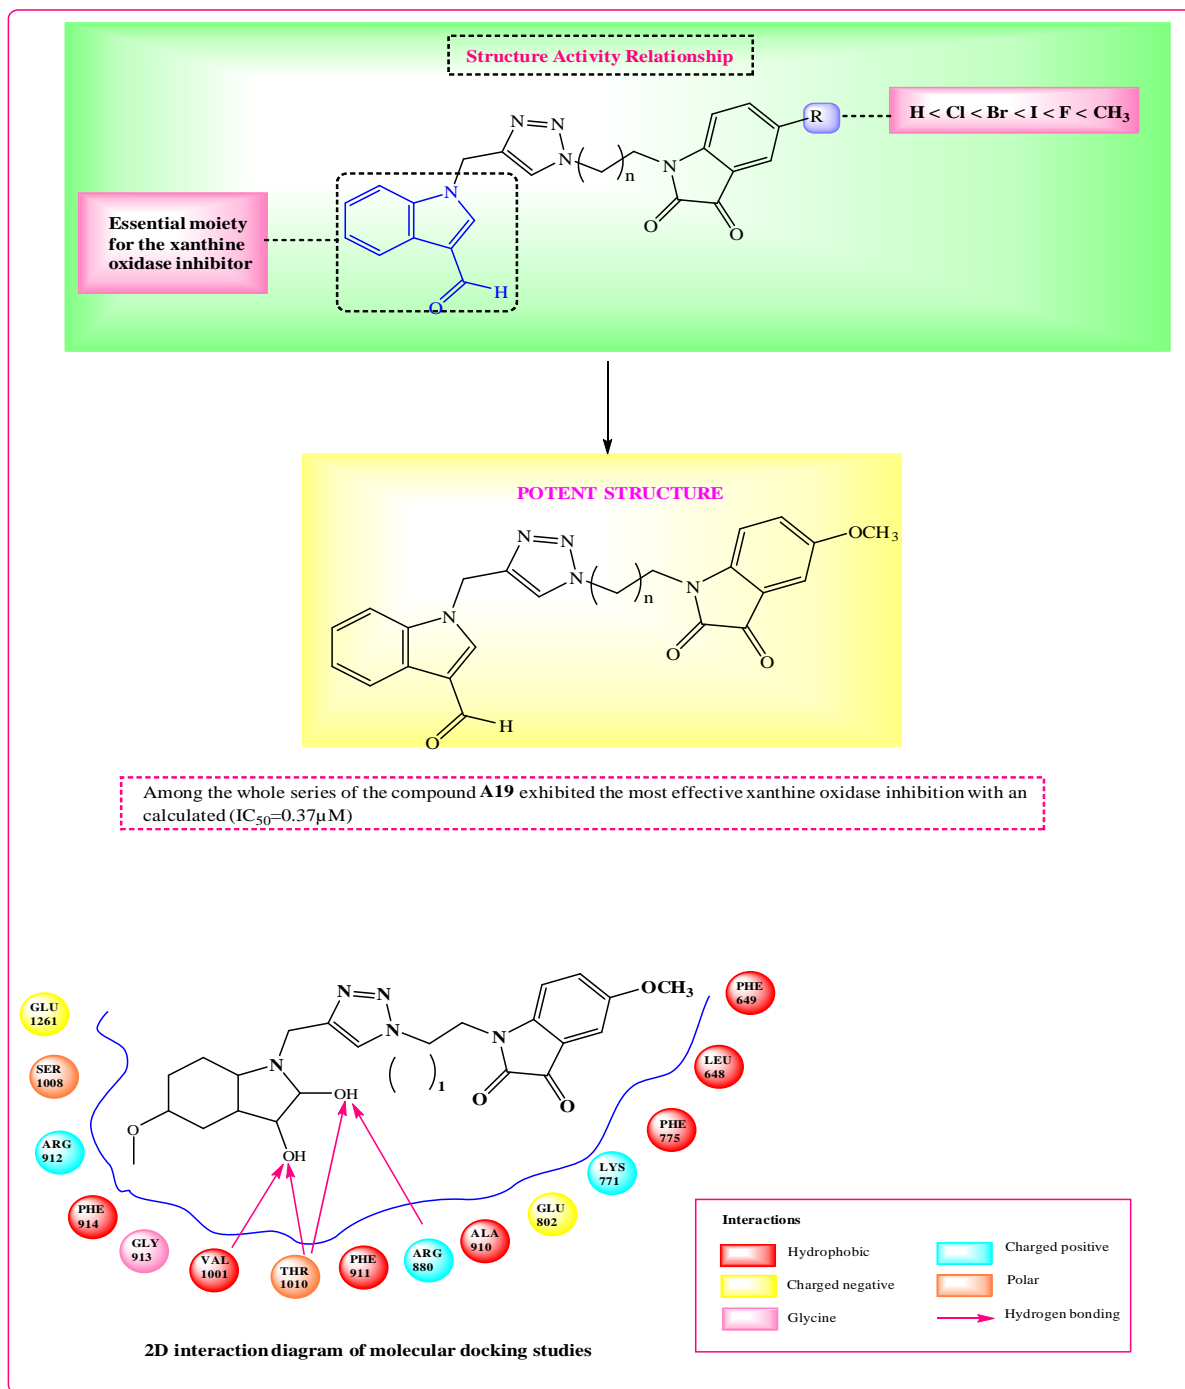 Structure Activity Relationship
N
N
N
N
n
N
R
H < Cl < Br < I < F < CH₃
O
O
Essential moiety
for the xanthine
oxidase inhibitor
H
O
POTENT STRUCTURE
N
N
N
N
n
N
OCH₃
O
O
H
O
Among the whole series of the compound A19 exhibited the most effective xanthine oxidase inhibition with an
calculated (IC₅₀=0.37µM)
N
N
N
N
N
OCH₃
1
O
O
OH
OH
O
GLU
1261
SER
1008
ARG
912
PHE
914
GLY
913
VAL
1001
THR
1010
PHE
911
ARG
880
ALA
910
GLU
802
LYS
771
PHE
775
LEU
648
PHE
649
Interactions
Hydrophobic
Charged positive
Charged negative
Polar
Glycine
Hydrogen bonding
2D interaction diagram of molecular docking studies